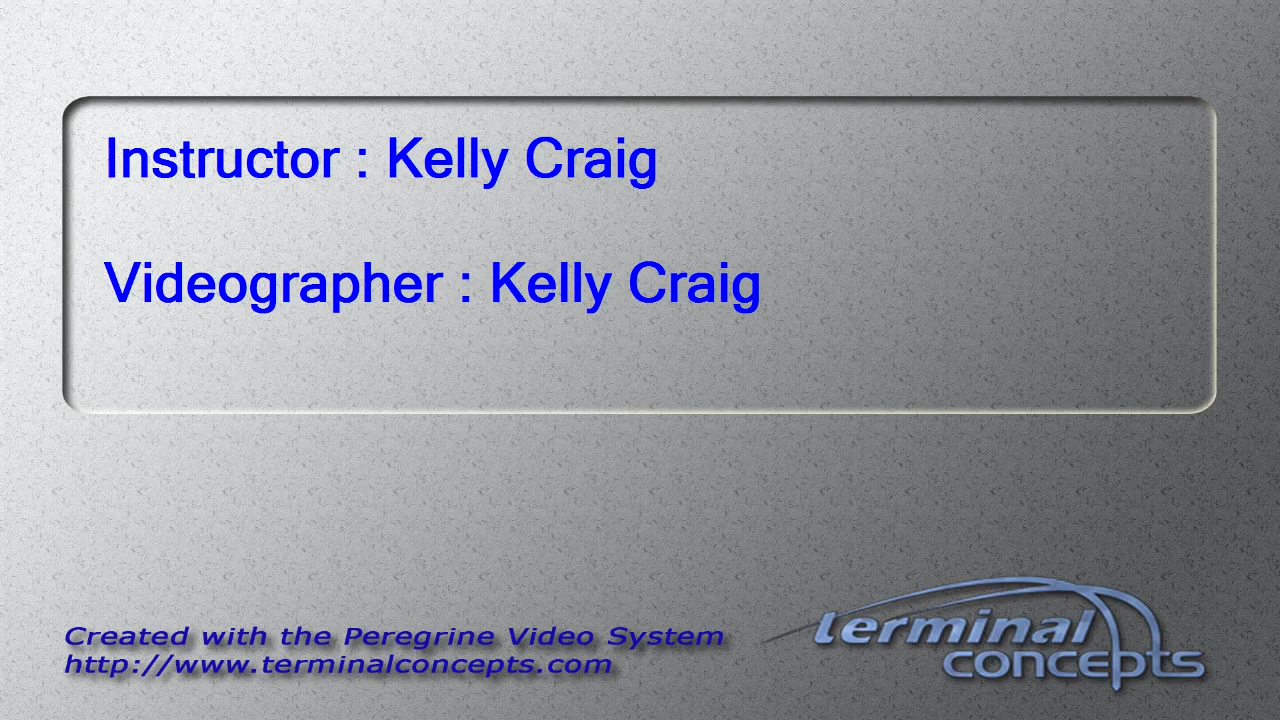 Instructor : Kelly Craig
Videographer : Kelly Craig
Created with the Peregrine Video System
http://www.terminalconcepts.com
terminal
concepts